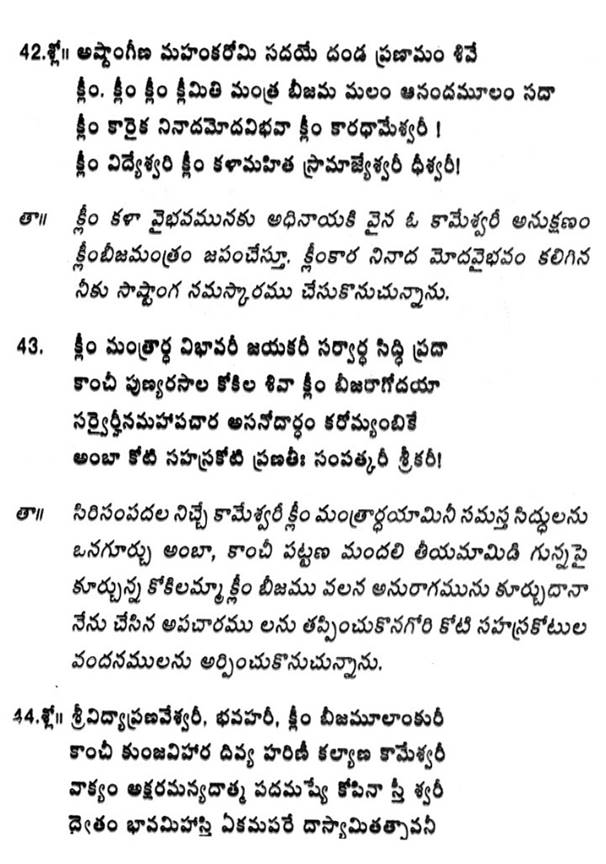 42.శ్లో॥ అష్టాంగీణ మహంకరోమి సదయే దండ ప్రణామం శివే
క్లీం. క్లీం క్లీం క్లీమితి మంత్ర బీజమ మలం ఆనందమూలం సదా
క్లీం కారైక నినాదమోదవిభవా క్లీం కారధామేశ్వరీ !
క్లీం విద్యేశ్వరి క్లీం కళామహిత స్రామాజ్యేశ్వరీ ధీశ్వరీ!
తా॥ క్లీం కళా వైభవమునకు అధినాయకి వైన ఓ కామేశ్వరీ అనుక్షణం
క్లీంబీజమంత్రం జపంచేస్తూ. క్లీంకార నినాద మోదవైభవం కలిగిన
నీకు సాష్టాంగ నమస్కారము చేసుకొనుచున్నాను.
43. క్లీం మంత్రార్ధ విభావరీ జయకరీ సర్వార్ధ సిద్ధి ప్రదా
కాంచీ పుణ్యరసాల కోకిల శివా క్లీం బీజరాగోదయా
సర్వైర్హీనమహాపచార అసనోదార్ధం కరోమ్యంబికే
అంబా కోటి సహస్రకోటి ప్రణతీః సంపత్కరీ శ్రీకరీ!
తా॥ సిరిసంపదల నిచ్చే కామేశ్వరీ క్లీం మంత్రార్ధయామినీ సమస్త సిద్ధులను
ఒనగూర్చు అంబా, కాంచీ పట్టణ మందలి తీయమామిడి గున్నపై
కూర్చున్న కోకిలమ్మా క్లీం బీజము వలన అనురాగమును కూర్చుదానా
నేను చేసిన అపచారము లను తప్పించుకొనగోరి కోటి సహస్రకోటుల
వందనములను అర్పించుకొనుచున్నాను.
44.శ్లో॥ శ్రీవిద్యాప్రణవేశ్వరీ, భవహరీ, క్లీం బీజమూలాంకురీ
కాంచీ కుంజవిహార దివ్య హరిణీ కల్యాణ కామేశ్వరీ
వాక్యం అక్షరమన్యదాత్మ పదమష్యే కోపినా స్తీ శ్వరీ
ద్వైతం భావమిహాస్తి ఏకమపరే దాస్యామితత్పావనీ